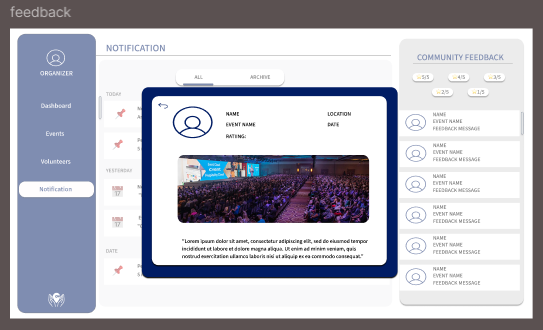 feedback
ORGANIZER
Dashboard
Events
Volunteers
Notification
NOTIFICATION
ALL
ARCHIVE
TODAY
YESTERDAY
17
17
DATE
NAME
EVENT NAME
RATIING:
LOCATION
DATE
"Lorem ipsum dolor sit amet, consectetur adipiscing elit, sed do eiusmod tempor
incididunt ut labore et dolore magna aliqua. Ut enim ad minim veniam, quis
nostrud exercitation ullamco laboris nisi ut aliquip ex ea commodo consequat."
COMMUNITY FEEDBACK
5/5
4/5
3/5
2/5
1/5
NAME
EVENT NAME
FEEDBACK MESSAGE
NAME
EVENT NAME
FEEDBACK MESSAGE
NAME
EVENT NAME
FEEDBACK MESSAGE
NAME
EVENT NAME
FEEDBACK MESSAGE
NAME
EVENT NAME
FEEDBACK MESSAGE
NAME
EVENT NAME
FEEDBACK MESSAGE